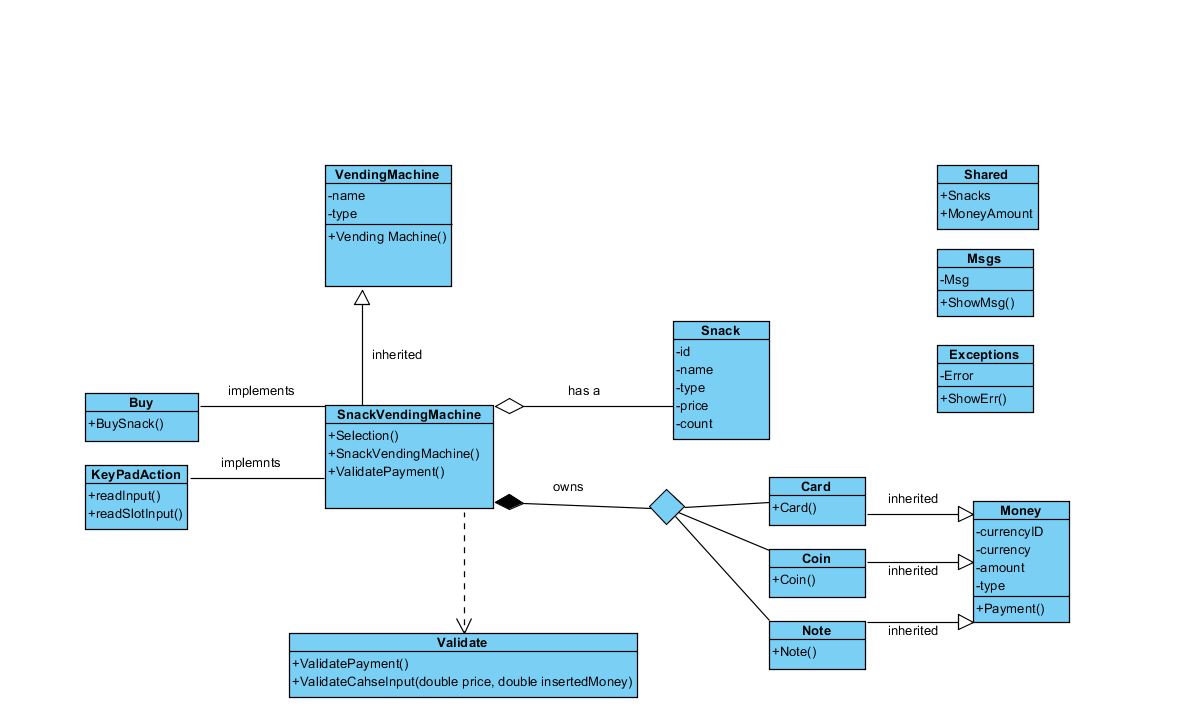 VendingMachine
-name
-type
+Vending Machine()
Shared
+Snacks
+MoneyAmount
Msgs
-Msg
+ShowMsg()
Exceptions
-Error
+ShowErr()
inherited
Snack
-id
-name
-type
-price
-count
Buy
+BuySnack()
implements
SnackVendingMachine
+Selection()
+SnackVendingMachine()
+ValidatePayment()
has a
KeyPadAction
+readInput()
+readSlotInput()
implemnts
owns
Card
+Card()
inherited
Coin
+Coin()
inherited
Note
+Note()
inherited
Money
-currencyID
-currency
-amount
-type
+Payment()
Validate
+ValidatePayment()
+ValidateCahseInput(double price, double insertedMoney)